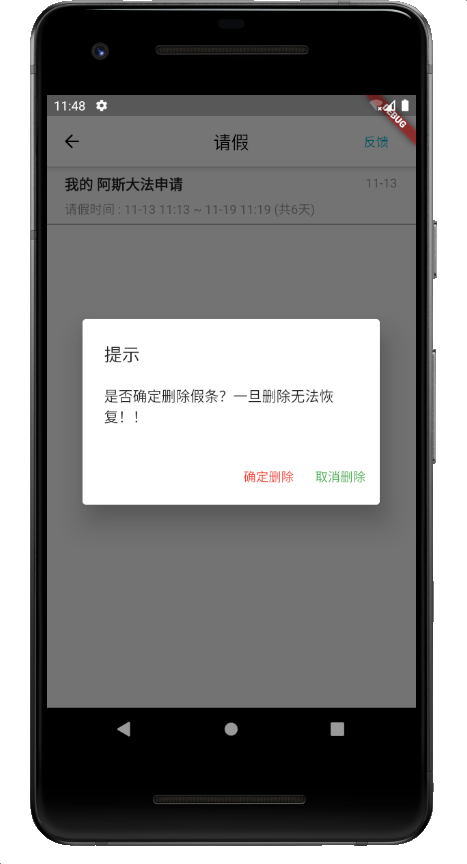 11:48
DEBUG
请假
反馈
我的 阿斯大法申请
11-13
请假时间 : 11-13 11:13 ~ 11-19 11:19 (共6天)
提示
是否确定删除假条？一旦删除无法恢
复！！
确定删除
取消删除